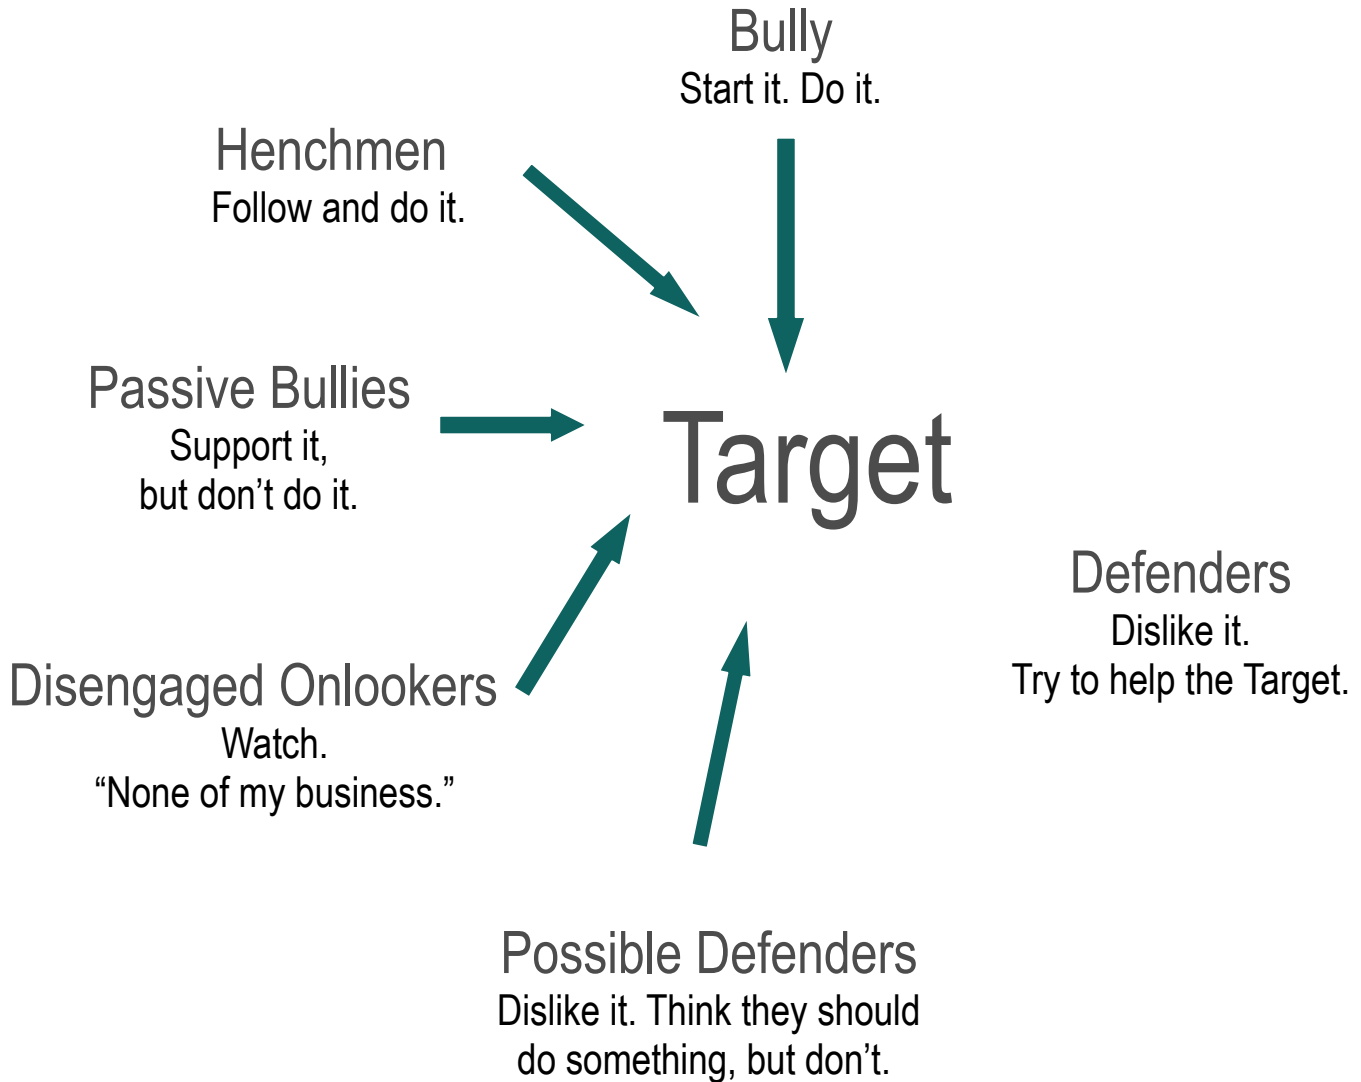 Bully
Start it. Do it.
Henchmen
Follow and do it.
Passive Bullies
Support it,
but don’t do it.
Target
Defenders
Dislike it.
Try to help the Target.
Disengaged Onlookers
Watch.
“None of my business.”
Possible Defenders
Dislike it. Think they should
do something, but don’t.